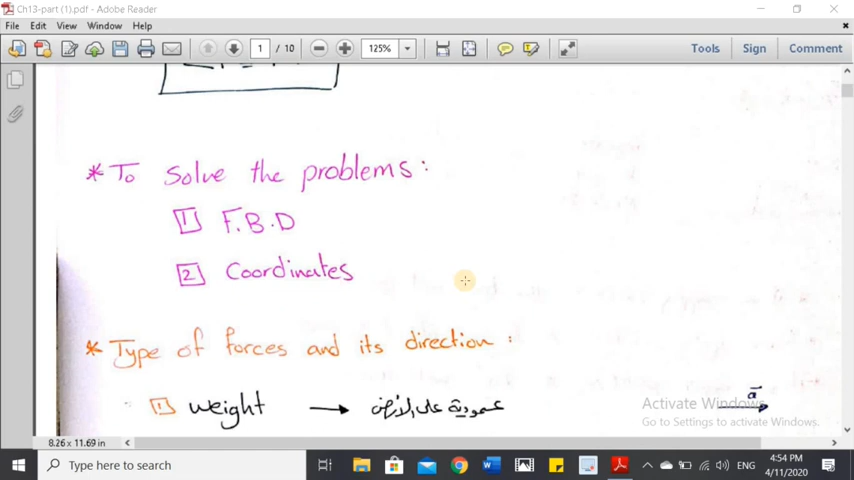 Ch13-part (1).pdf - Adobe Reader
File Edit View Window Help
1 / 10 125% Tools Sign Comment
* To solve the problems :
1 F.B.D
2 Coordinates
* Type of forces and its direction :
1 weight → عمودية على الأرض
a
Activate Windows
Go to Settings to activate Windows.
8.26 x 11.69 in
Type here to search
ENG
4:54 PM
4/11/2020